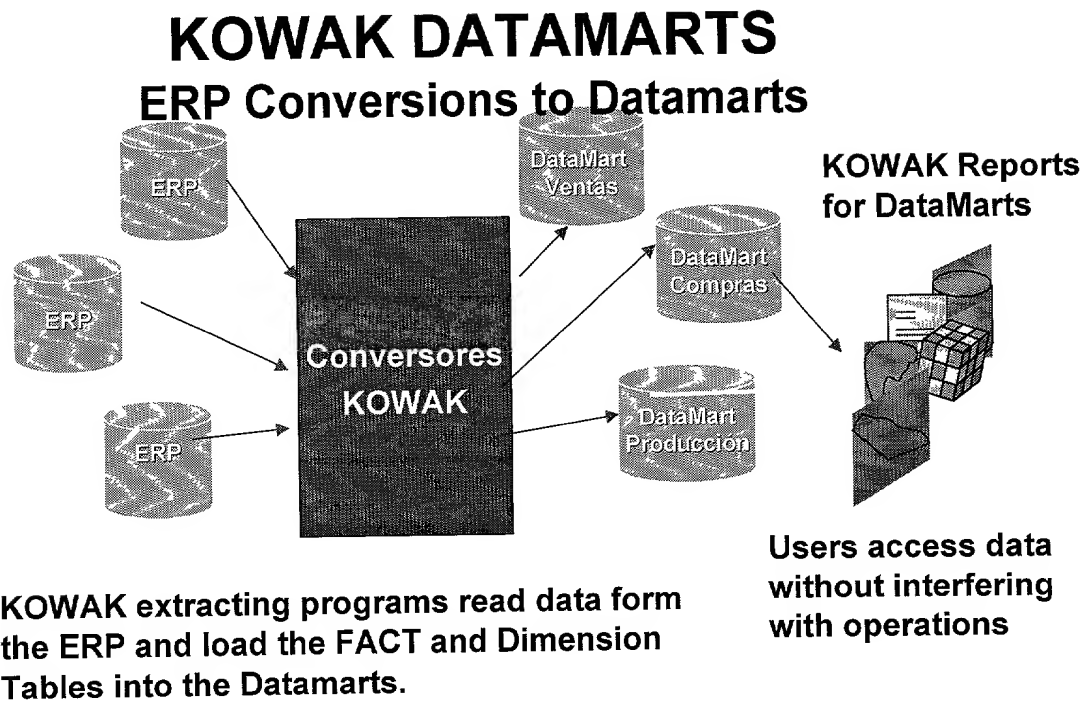 KOWAK DATAMARTS
ERP Conversions to Datamarts
ERP
ERP
ERP
Conversores
KOWAK
DataMart
Ventas
DataMart
Compras
DataMart
Producción
KOWAK Reports
for DataMarts
Users access data
without interfering
with operations
KOWAK extracting programs read data form
the ERP and load the FACT and Dimension
Tables into the Datamarts.